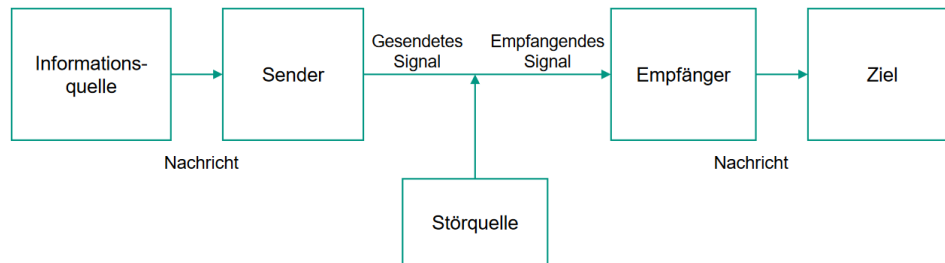 Informations-
quelle
Sender
Gesendetes
Signal
Empfangendes
Signal
Empfänger
Ziel
Nachricht
Nachricht
Störquelle